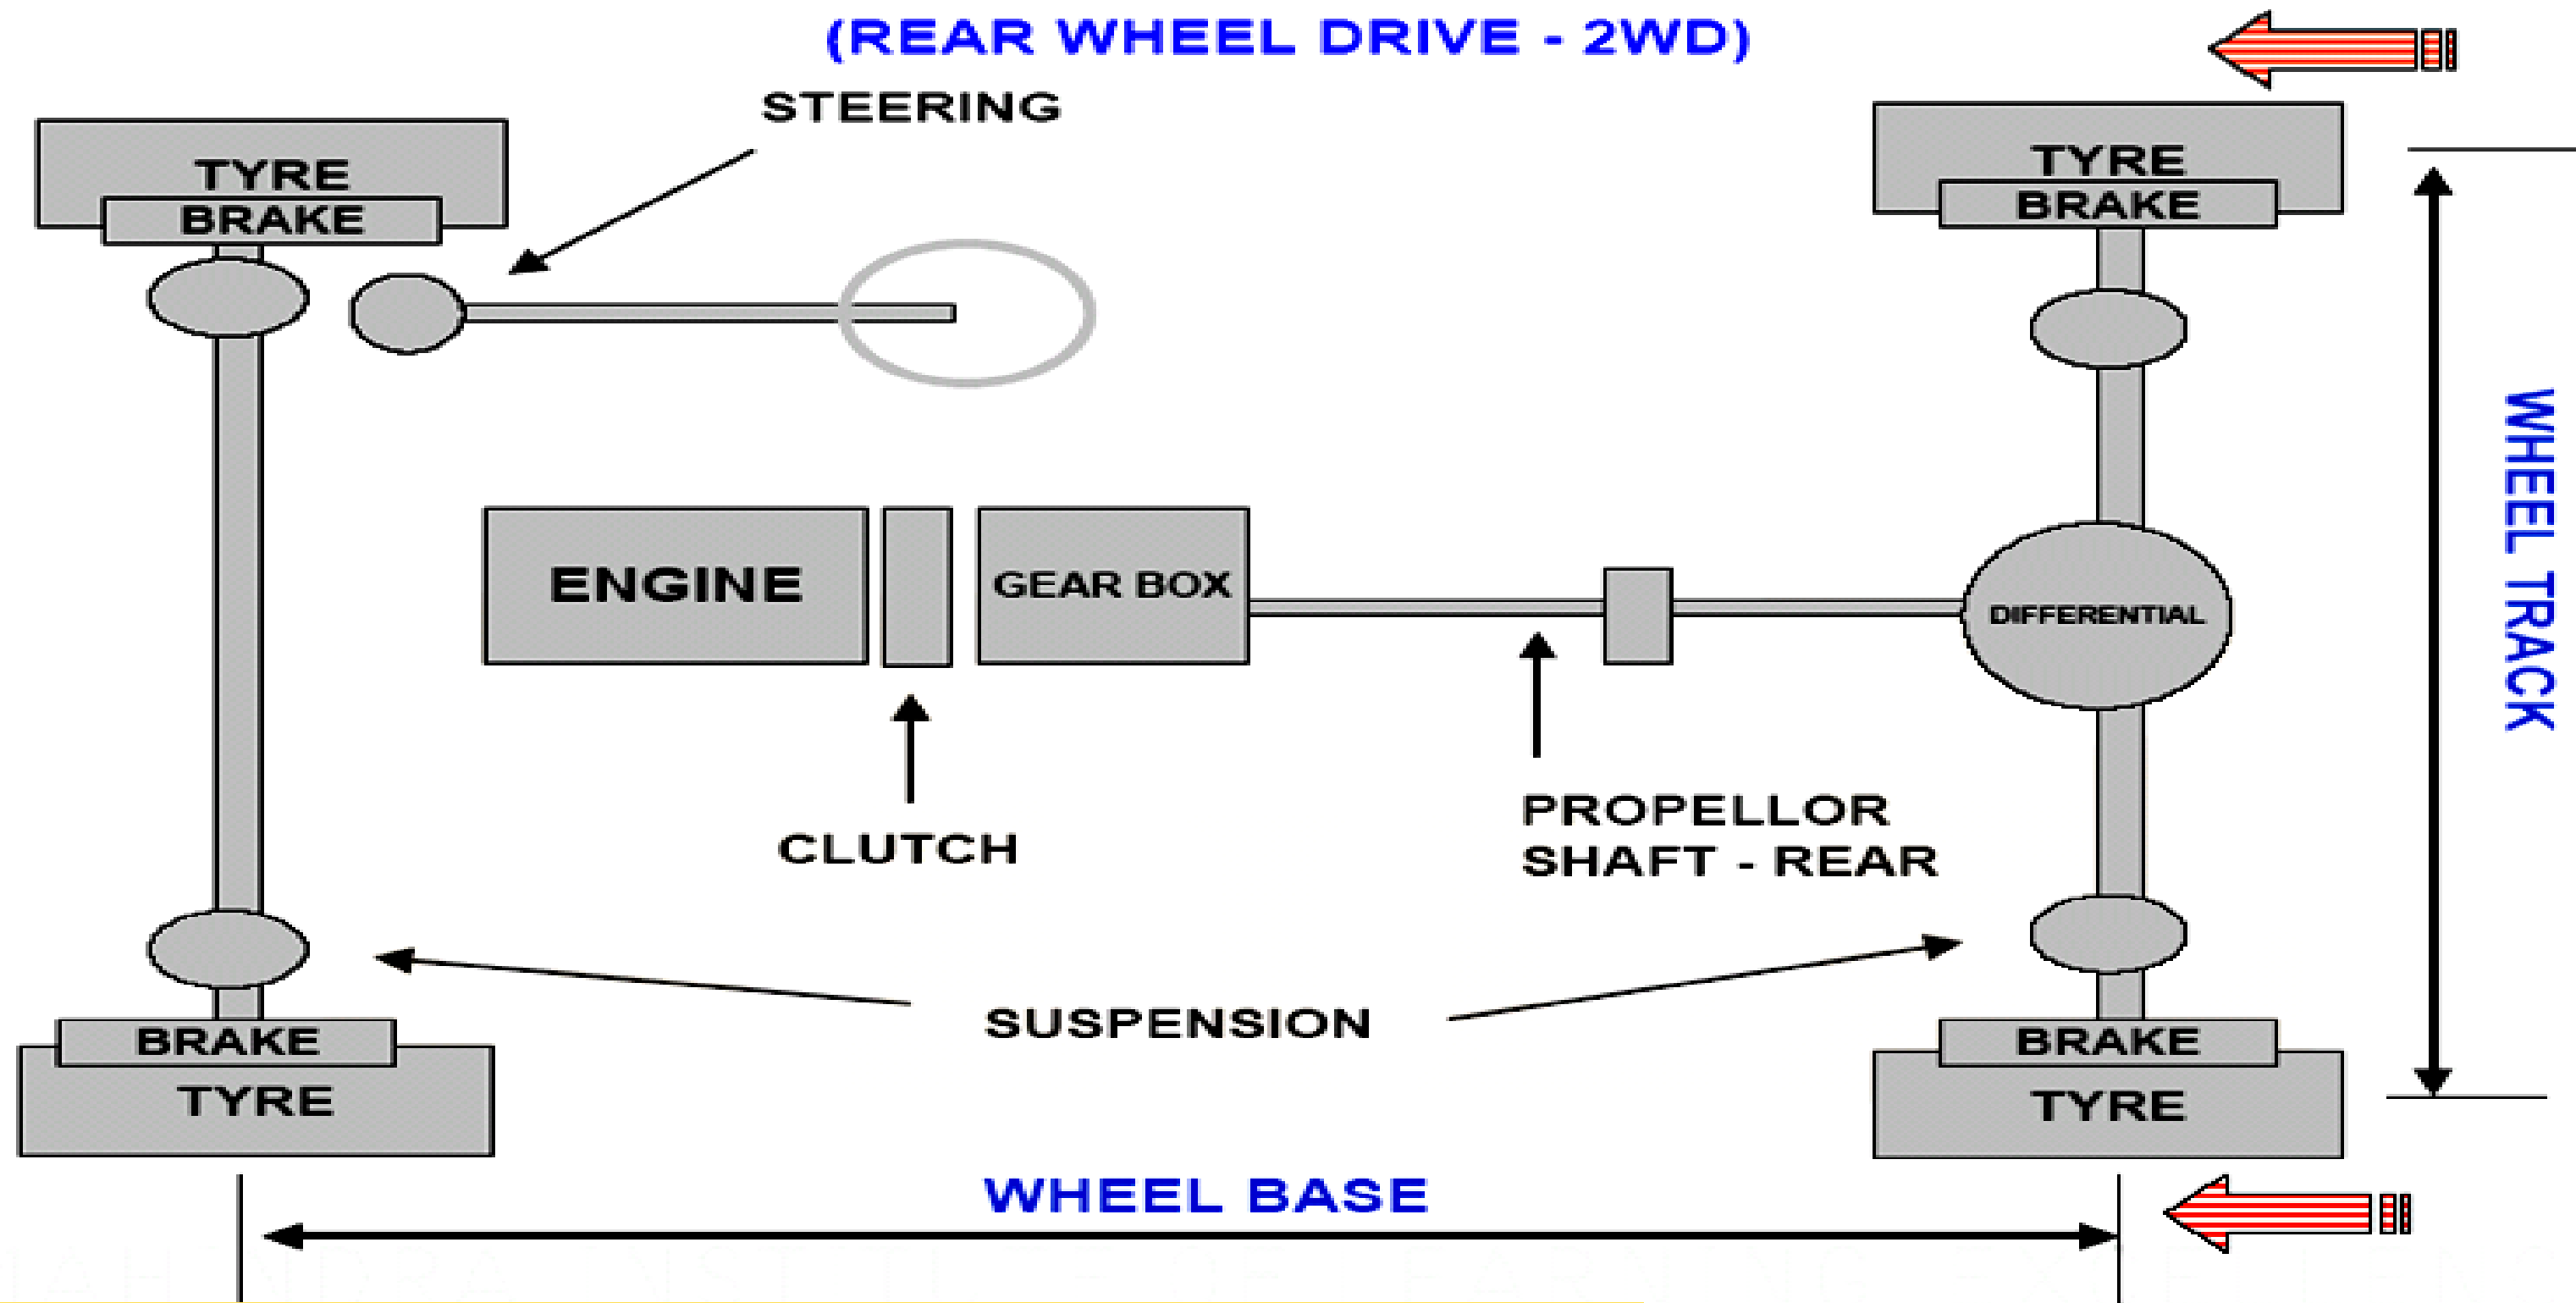 (REAR WHEEL DRIVE - 2WD)
STEERING
TYRE
BRAKE
TYRE
BRAKE
WHEEL TRACK
ENGINE
GEAR BOX
DIFFERENTIAL
CLUTCH
PROPELLOR
SHAFT - REAR
SUSPENSION
BRAKE
TYRE
BRAKE
TYRE
WHEEL BASE